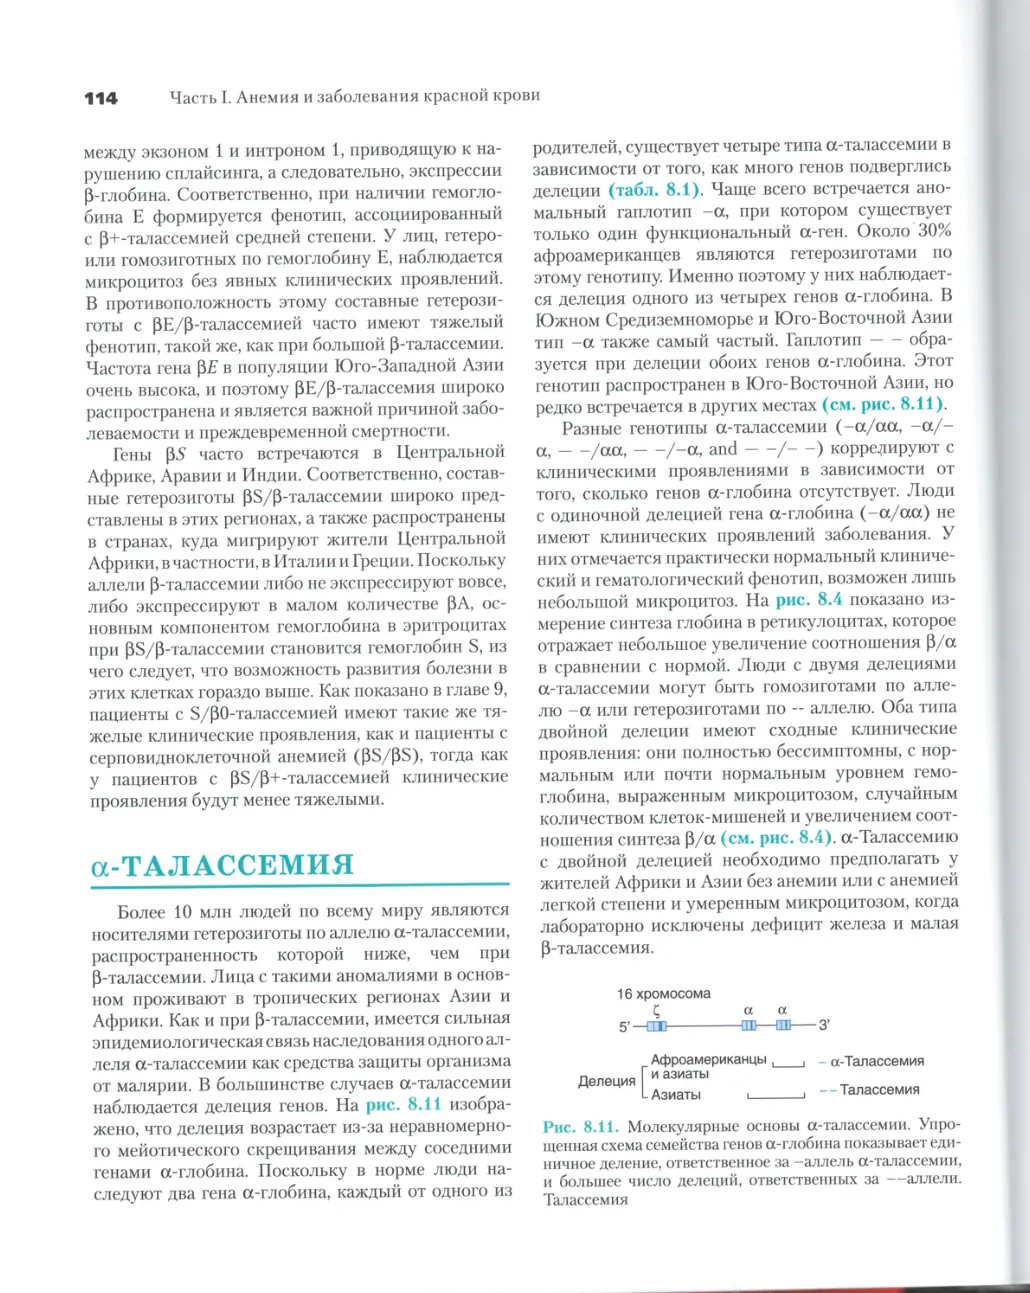 114 Часть I. Анемия и заболевания красной крови
между экзоном 1 и интроном 1, приводящую к на-
рушению сплайсинга, а следовательно, экспрессии
β-глобина. Соответственно, при наличии гемогло-
бина Е формируется фенотип, ассоциированный
с β+-талассемией средней степени. У лиц, гетеро-
или гомозиготных по гемоглобину Е, наблюдается
микроцитоз без явных клинических проявлений.
В противоположность этому составные гетерози-
готы с βE/β-талассемией часто имеют тяжелый
фенотип, такой же, как при большой β-талассемии.
Частота гена βE в популяции Юго-Западной Азии
очень высока, и поэтому βE/β-талассемия широко
распространена и является важной причиной забо-
леваемости и преждевременной смертности.
Гены βS часто встречаются в Центральной
Африке, Аравии и Индии. Соответственно, состав-
ные гетерозиготы βS/β-талассемии широко пред-
ставлены в этих регионах, а также распространены
в странах, куда мигрируют жители Центральной
Африки, в частности, в Италии и Греции. Поскольку
аллели β-талассемии либо не экспрессируют вовсе,
либо экспрессируют в малом количестве βA, ос-
новным компонентом гемоглобина в эритроцитах
при βS/β-талассемии становится гемоглобин S, из
чего следует, что возможность развития болезни в
этих клетках гораздо выше. Как показано в главе 9,
пациенты с S/β0-талассемией имеют такие же тя-
желые клинические проявления, как и пациенты с
серповидноклеточной анемией (βS/βS), тогда как
у пациентов с βS/β+-талассемией клинические
проявления будут менее тяжелыми.
α-ТАЛАССЕМИЯ
Более 10 млн людей по всему миру являются
носителями гетерозиготы по аллелю α-талассемии,
распространенность которой ниже, чем при
β-талассемии. Лица с такими аномалиями в основ-
ном проживают в тропических регионах Азии и
Африки. Как и при β-талассемии, имеется сильная
эпидемиологическая связь наследования одного ал-
леля α-талассемии как средства защиты организма
от малярии. В большинстве случаев α-талассемии
наблюдается делеция генов. На рис. 8.11 изобра-
жено, что делеция возрастает из-за неравномерно-
го мейотического скрещивания между соседними
генами α-глобина. Поскольку в норме люди на-
следуют два гена α-глобина, каждый от одного из
родителей, существует четыре типа α-талассемии в
зависимости от того, как много генов подверглись
делеции (табл. 8.1). Чаще всего встречается ано-
мальный гаплотип −α, при котором существует
только один функциональный α-ген. Около 30%
афроамериканцев являются гетерозиготами по
этому генотипу. Именно поэтому у них наблюдает-
ся делеция одного из четырех генов α-глобина. В
Южном Средиземноморье и Юго-Восточной Азии
тип −α также самый частый. Гаплотип − − обра-
зуется при делеции обоих генов α-глобина. Этот
генотип распространен в Юго-Восточной Азии, но
редко встречается в других местах (см. рис. 8.11).
Разные генотипы α-талассемии (−α/αα, −α/−
α, − −/αα, − −/−α, and − −/− −) коррелируют с
клиническими проявлениями в зависимости от
того, сколько генов α-глобина отсутствует. Люди
с одиночной делецией гена α-глобина (−α/αα) не
имеют клинических проявлений заболевания. У
них отмечается практически нормальный клиниче-
ский и гематологический фенотип, возможен лишь
небольшой микроцитоз. На рис. 8.4 показано из-
мерение синтеза глобина в ретикулоцитах, которое
отражает небольшое увеличение соотношения β/α
в сравнении с нормой. Люди с двумя делециями
α-талассемии могут быть гомозиготами по алле-
лю −α или гетерозиготами по -- аллелю. Оба типа
двойной делеции имеют сходные клинические
проявления: они полностью бессимптомны, с нор-
мальным или почти нормальным уровнем гемо-
глобина, выраженным микроцитозом, случайным
количеством клеток-мишеней и увеличением соот-
ношения синтеза β/α (см. рис. 8.4). α-Талассемию
с двойной делецией необходимо предполагать у
жителей Африки и Азии без анемии или с анемией
легкой степени и умеренным микроцитозом, когда
лабораторно исключены дефицит железа и малая
β-талассемия.
16 хромосома
ζ α α
5' 3'
Делеция
Афроамериканцы
и азиаты
− α-Талассемия
Азиаты
− − Талассемия
Рис. 8.11. Молекулярные основы α-талассемии. Упро-
щенная схема семейства генов α-глобина показывает еди-
ничное деление, ответственное за −аллель α-талассемии,
и большее число делеций, ответственных за −−аллели.
Талассемия